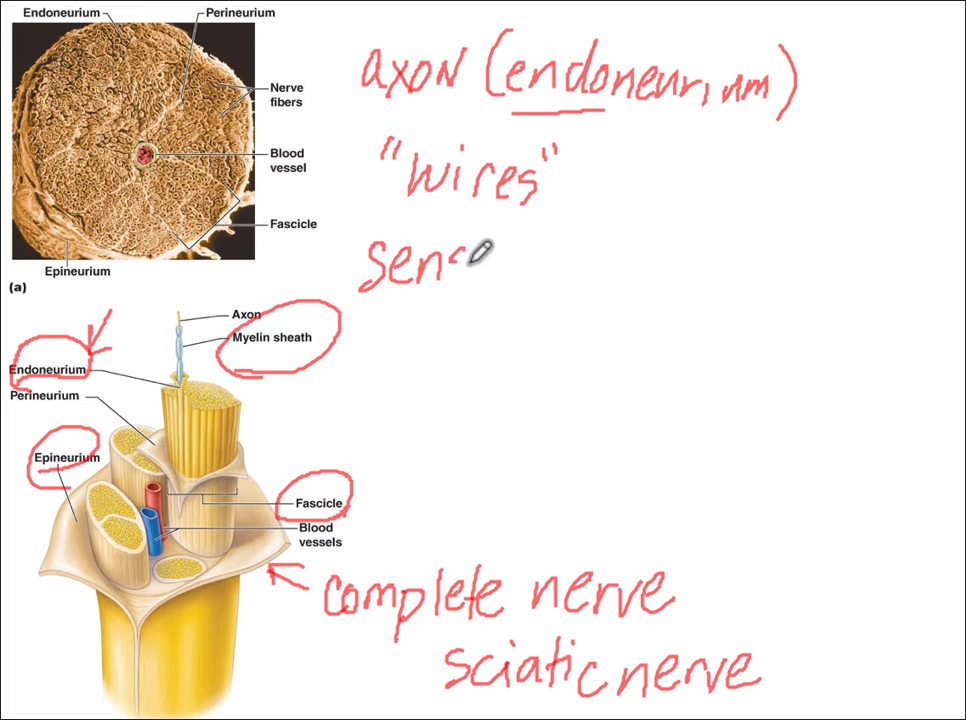 Endoneurium
Perineurium
Nerve
fibers
Blood
vessel
Fascicle
Epineurium
(a)
axon (endoneurium)
"wires"
sens
Axon
Myelin sheath
Endoneurium
Perineurium
Epineurium
Fascicle
Blood
vessels
complete nerve
sciatic nerve